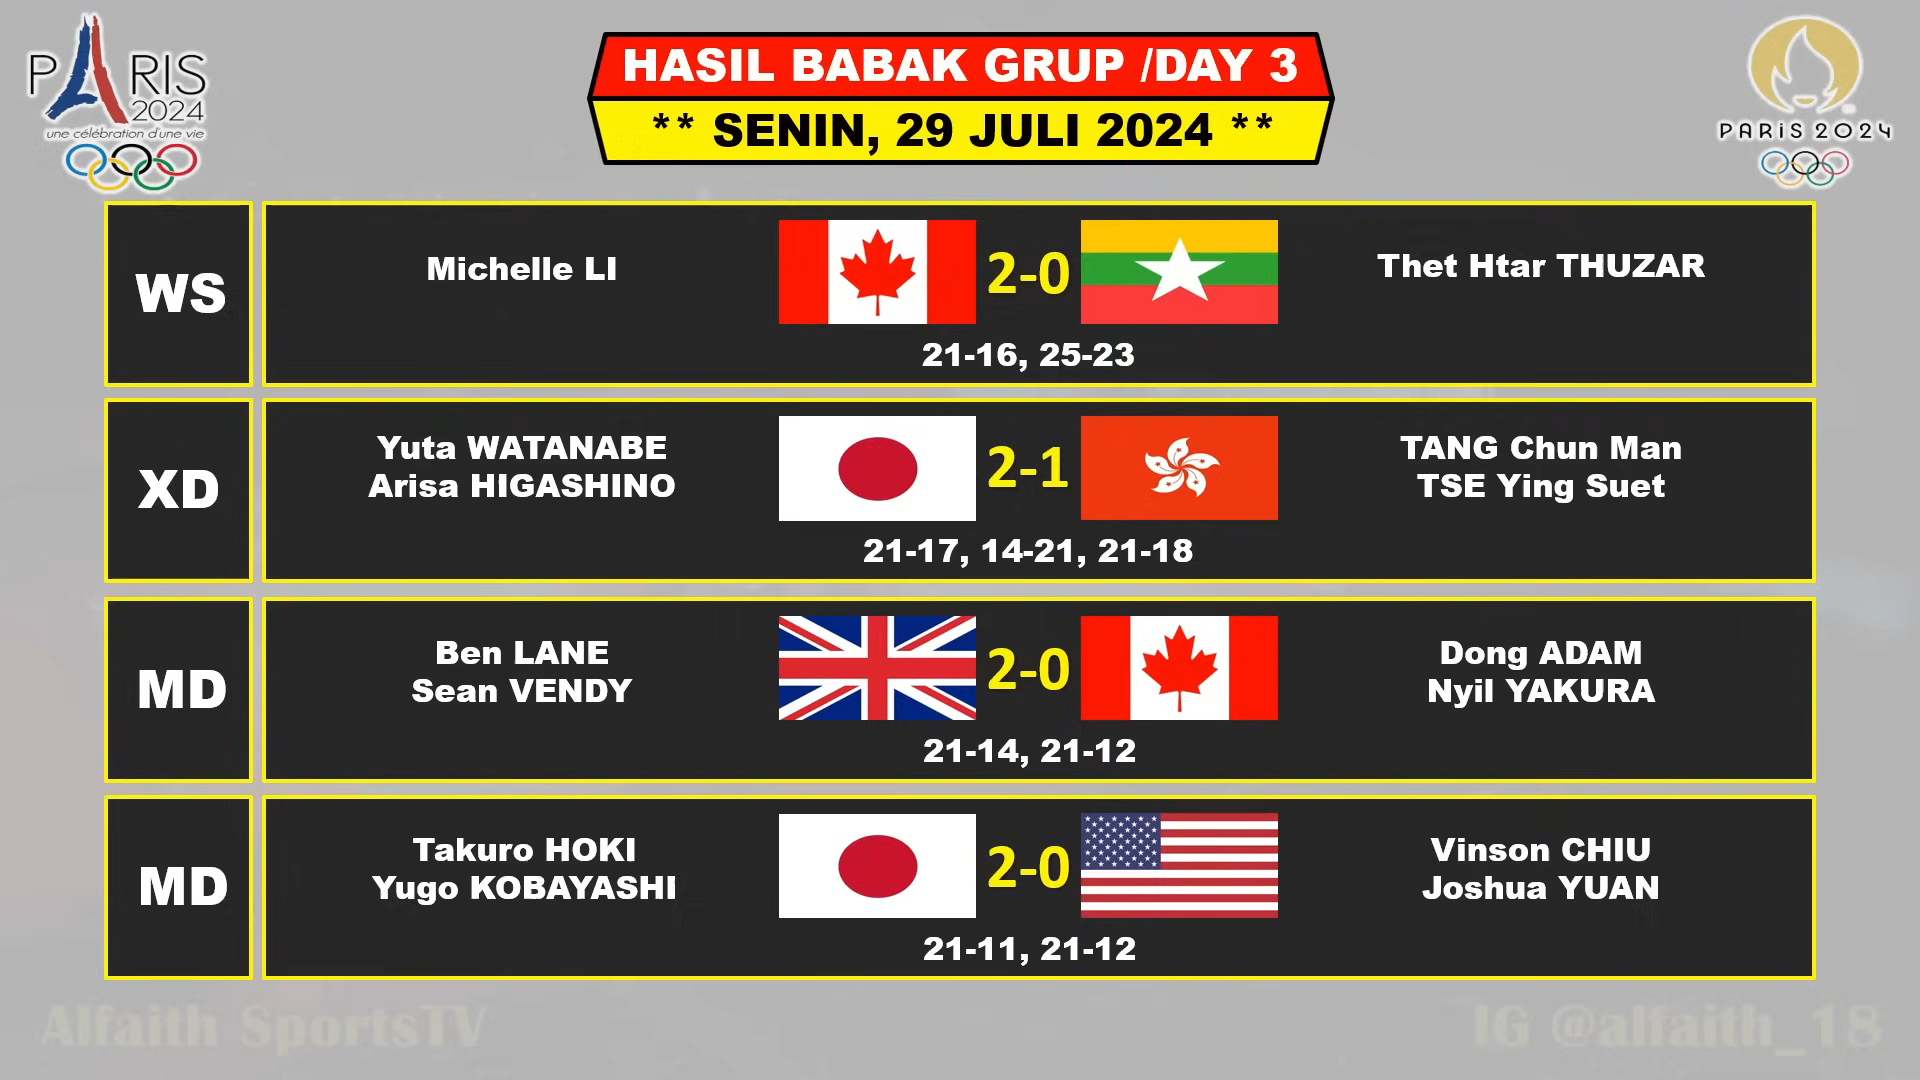 PARIS
2024
une célébration d'une vie
HASIL BABAK GRUP /DAY 3
** SENIN, 29 JULI 2024 **
PARIS 2024
WS
Michelle LI
2-0
Thet Htar THUZAR
21-16, 25-23
XD
Yuta WATANABE
Arisa HIGASHINO
2-1
TANG Chun Man
TSE Ying Suet
21-17, 14-21, 21-18
MD
Ben LANE
Sean VENDY
2-0
Dong ADAM
Nyil YAKURA
21-14, 21-12
MD
Takuro HOKI
Yugo KOBAYASHI
2-0
Vinson CHIU
Joshua YUAN
21-11, 21-12
Alfaith SportsTV
IG @alfaith_18